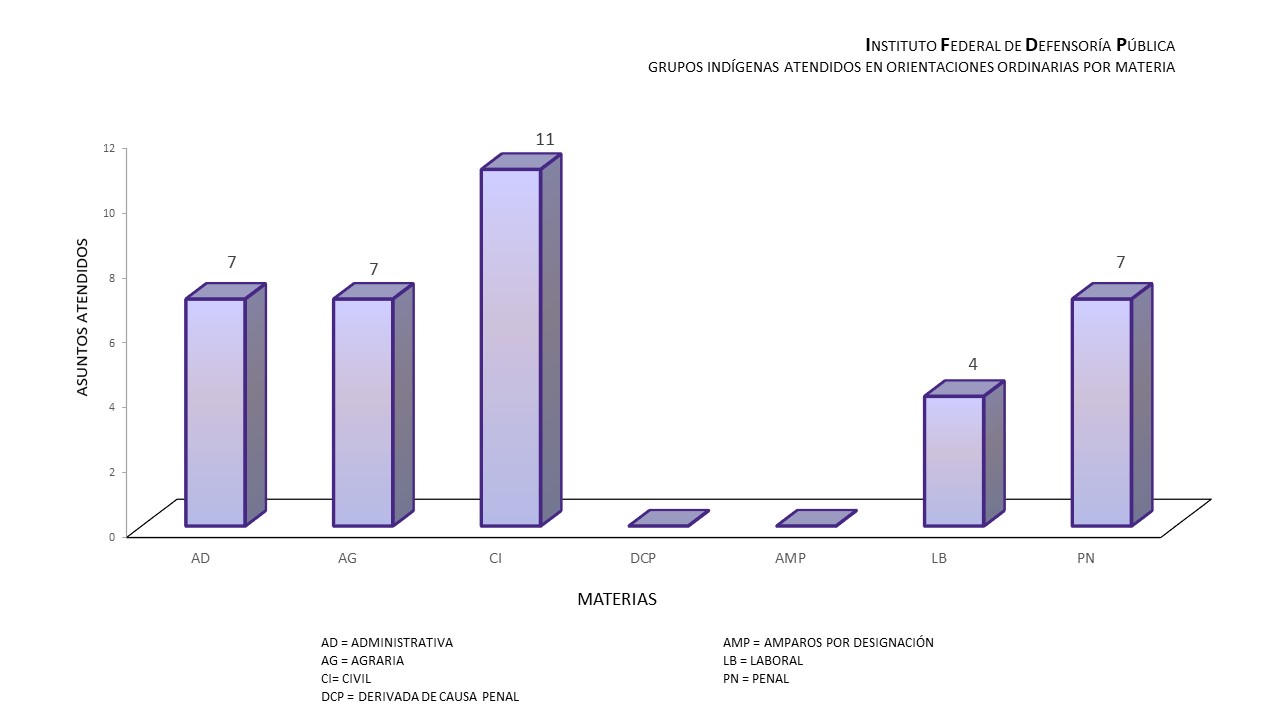 INSTITUTO FEDERAL DE DEFENSORÍA PÚBLICA
GRUPOS INDÍGENAS ATENDIDOS EN ORIENTACIONES ORDINARIAS POR MATERIA
ASUNTOS ATENDIDOS
12
10
8
6
4
2
0
7
7
11
4
7
AD
AG
CI
DCP
AMP
LB
PN
MATERIAS
AD = ADMINISTRATIVA
AG = AGRARIA
CI= CIVIL
DCP = DERIVADA DE CAUSA PENAL
AMP = AMPAROS POR DESIGNACIÓN
LB = LABORAL
PN = PENAL